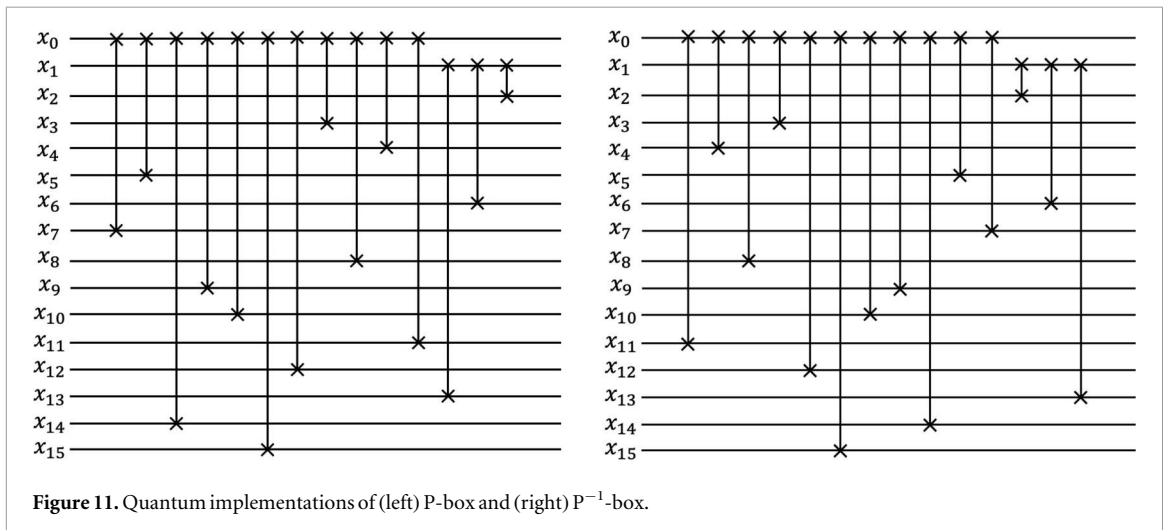 x0 x0
x1 x1
x2 x2
x3 x3
x4 x4
x5 x5
x6 x6
x7 x7
x8 x8
x9 x9
x10 x10
x11 x11
x12 x12
x13 x13
x14 x14
x15 x15
Figure 11. Quantum implementations of (left) P-box and (right) P⁻¹-box.